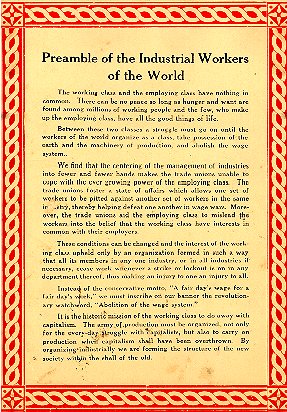 Preamble of the Industrial Workers
of the World
The working class and the employing class have nothing in
common. There can be no peace so long as hunger and want are
found among millions of working people and the few, who make
up the employing class, have all the good things of life.
Between these two classes a struggle must go on until the
workers of the world organize as a class, take possession of the
earth and the machinery of production, and abolish the wage
system.
We find that the centering of the management of industries
into fewer and fewer hands makes the trade unions unable to
cope with the ever growing power of the employing class. The
trade unions foster a state of affairs which allows one set of
workers to be pitted against another set of workers in the same
thereby helping defeat one another in wage wars. More-
over, the trade unions aid the employing class to mislead the
workers into the belief that the working class have interests in
common with their employers.
These conditions can be changed and the interest of the work-
ing class upheld only by an organization formed in such a way
that all its members in any one industry, or in all industries if
necessary, cease work whenever a strike or lockout is on in any
department thereof, thus making an injury to one an injury to all.
Instead of the conservative motto, "A fair day's wage for a
fair day's work," we must inscribe on our banner the revolution-
ary watchword, "Abolition of the wage system."
It is the historic mission of the working class to do away with
capitalism. The army of production must be organized, not only
for the every-day struggle with capitalists, but also to carry on
production when capitalism shall have been overthrown. By
organizing industrially we are forming the structure of the new
society within the shell of the old.